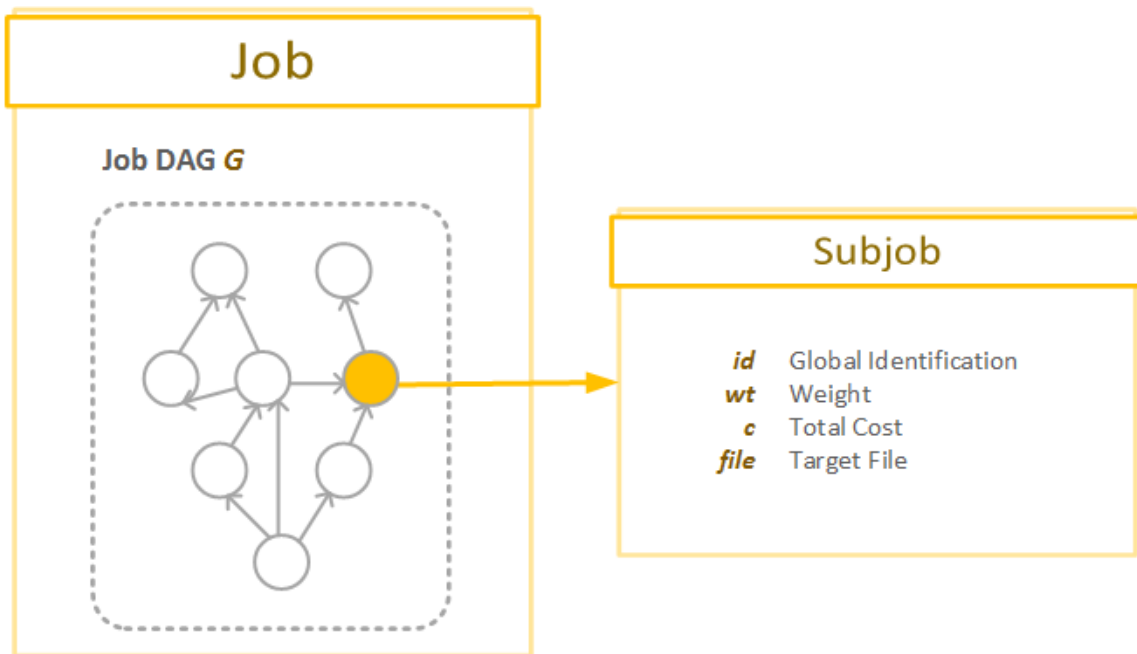 Job
Job DAG G
Subjob
id Global Identification
wt Weight
c Total Cost
file Target File